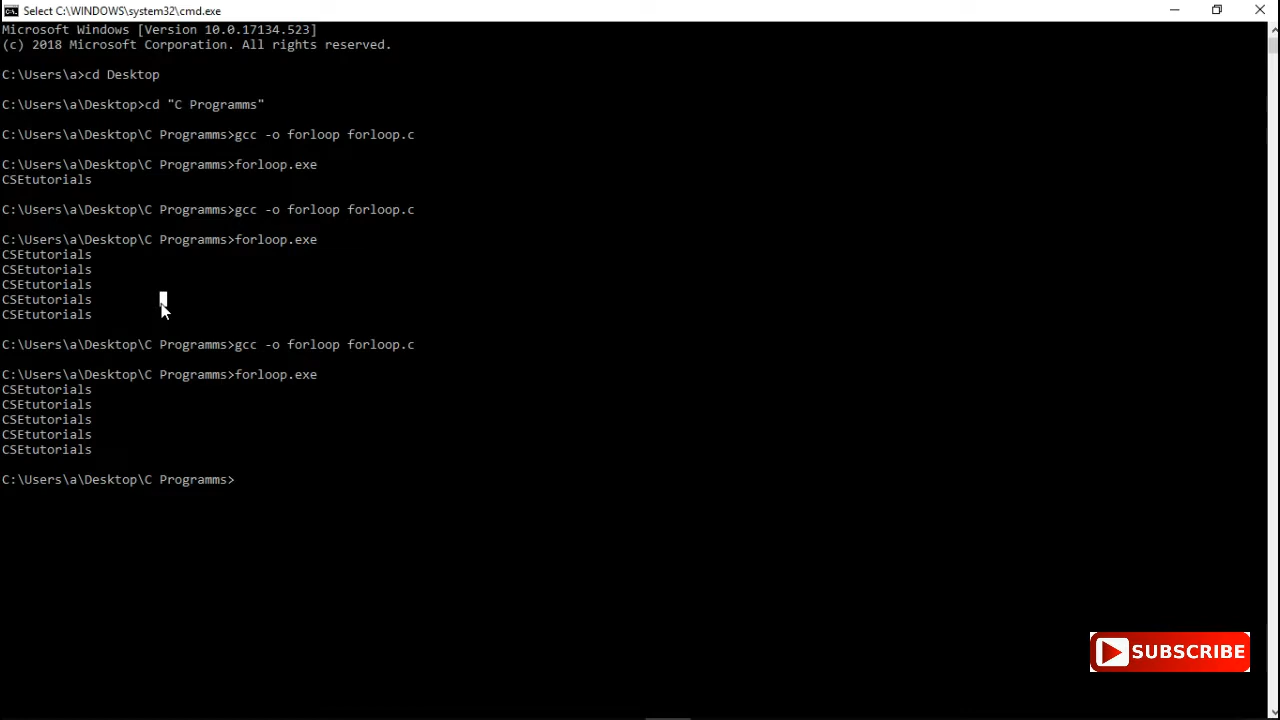 Select C:\WINDOWS\system32\cmd.exe
Microsoft Windows [Version 10.0.17134.523]
(c) 2018 Microsoft Corporation. All rights reserved.
C:\Users\a>cd Desktop
C:\Users\a\Desktop>cd "C Programms"
C:\Users\a\Desktop\C Programms>gcc -o forloop forloop.c
C:\Users\a\Desktop\C Programms>forloop.exe
CSEtutorials
C:\Users\a\Desktop\C Programms>gcc -o forloop forloop.c
C:\Users\a\Desktop\C Programms>forloop.exe
CSEtutorials
CSEtutorials
CSEtutorials
CSEtutorials
CSEtutorials
C:\Users\a\Desktop\C Programms>gcc -o forloop forloop.c
C:\Users\a\Desktop\C Programms>forloop.exe
CSEtutorials
CSEtutorials
CSEtutorials
CSEtutorials
CSEtutorials
C:\Users\a\Desktop\C Programms>
SUBSCRIBE